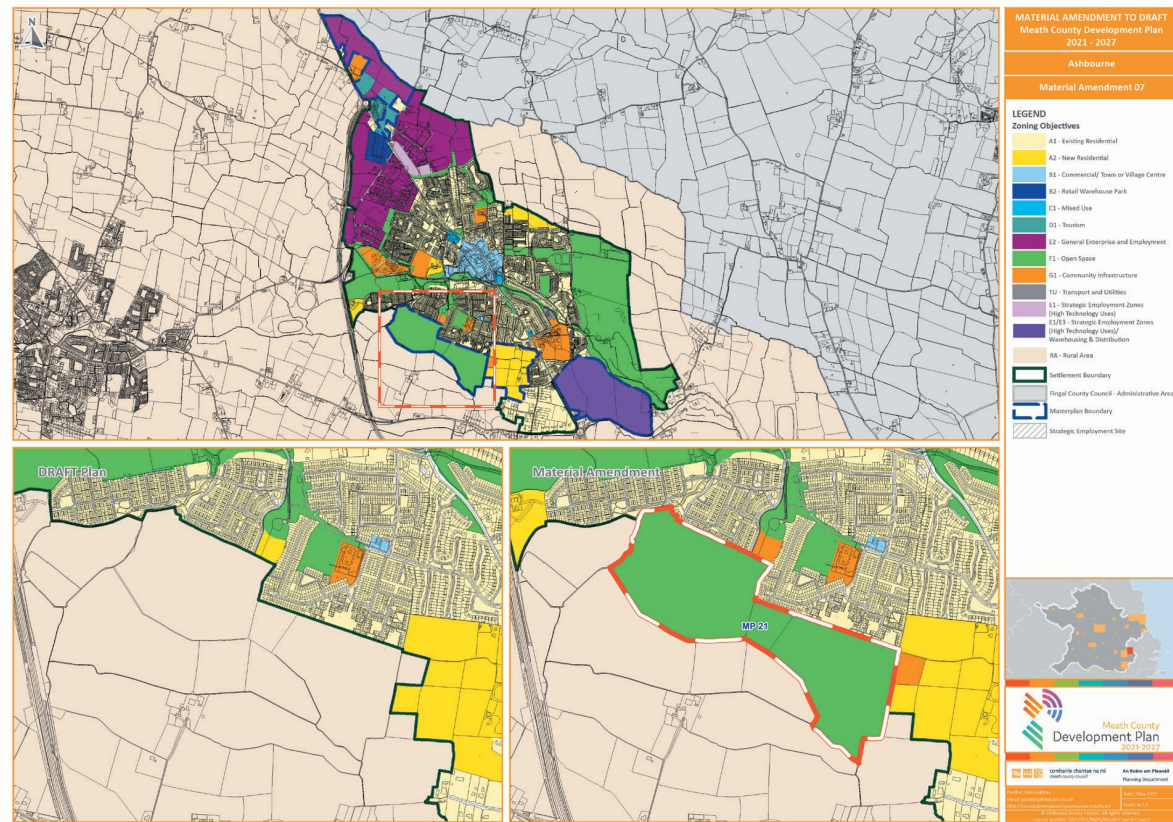 N
MATERIAL AMENDMENT TO DRAFT
Meath County Development Plan
2021 - 2027
Ashbourne
Material Amendment 07
LEGEND
Zoning Objectives
A1 - Existing Residential
A2 - New Residential
B1 - Commercial/ Town or Village Centre
B2 - Retail Warehouse Park
C1 - Mixed Use
D1 - Tourism
E2 - General Enterprise and Employment
F1 - Open Space
G1 - Community Infrastructure
TU - Transport and Utilities
E1 - Strategic Employment Zones
(High Technology Uses)
E1/E3 - Strategic Employment Zones
(High Technology Uses)/
Warehousing & Distribution
RA - Rural Area
Settlement Boundary
Fingal County Council - Administrative Area
Masterplan Boundary
Strategic Employment Site
DRAFT Plan
Material Amendment
MP 21
Meath County
Development Plan
2021-2027
comhairle chontae na mí
meath county council
An Roinn um Pleanáil
Planning Department
Further Information